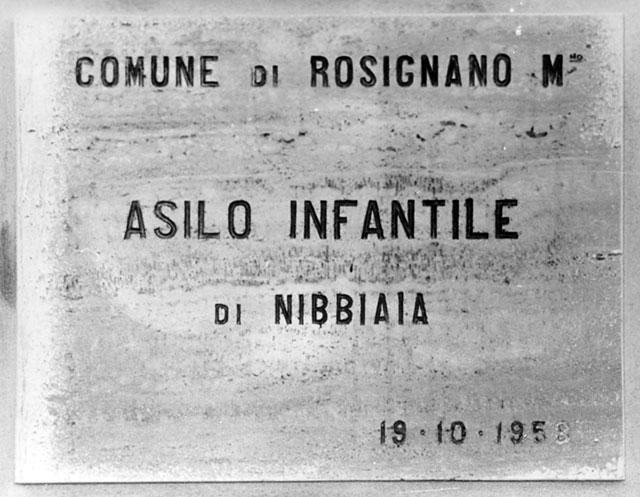 COMUNE DI ROSIGNANO Mmo
ASILO INFANTILE
DI NIBBIAIA
19·10·1958